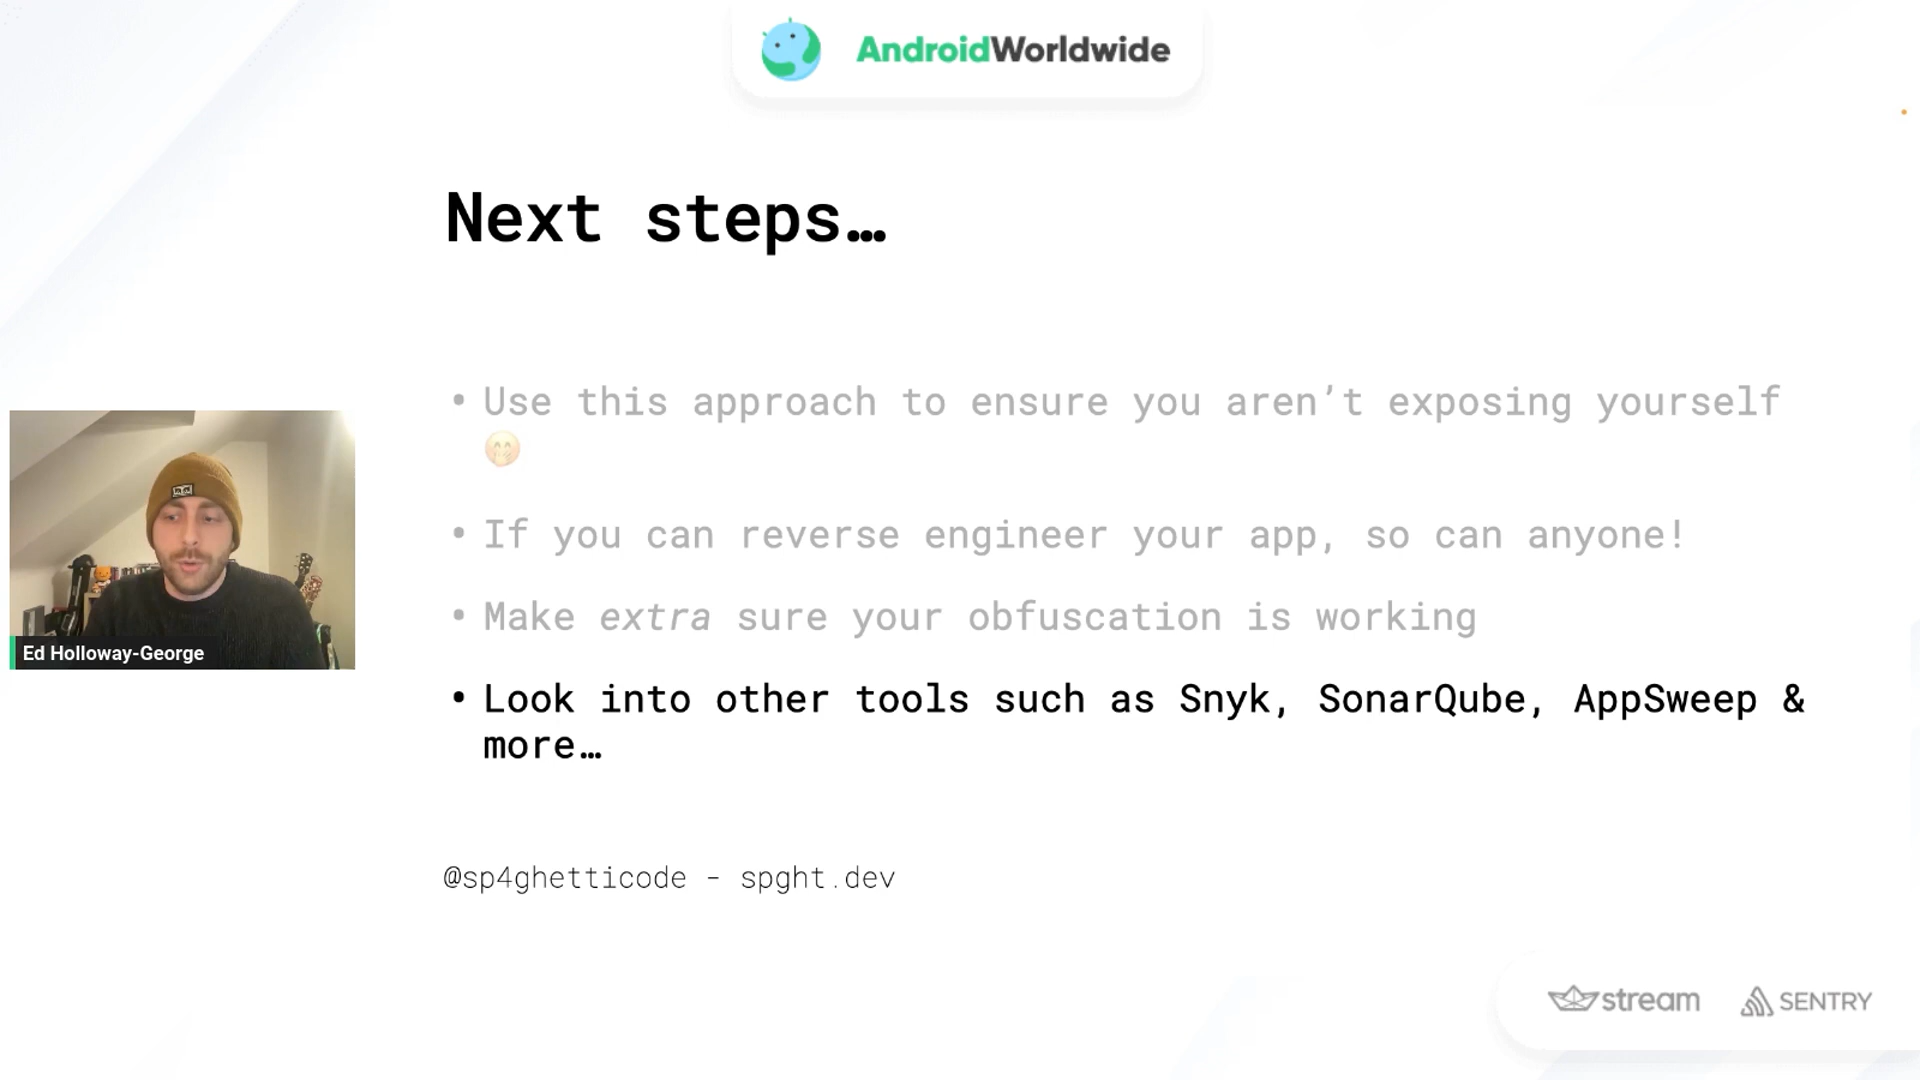 AndroidWorldwide
Next steps…
• Use this approach to ensure you aren’t exposing yourself
🤭
• If you can reverse engineer your app, so can anyone!
• Make extra sure your obfuscation is working
• Look into other tools such as Snyk, SonarQube, AppSweep &
more…
Ed Holloway-George
@sp4ghetticode - spght.dev
stream
SENTRY